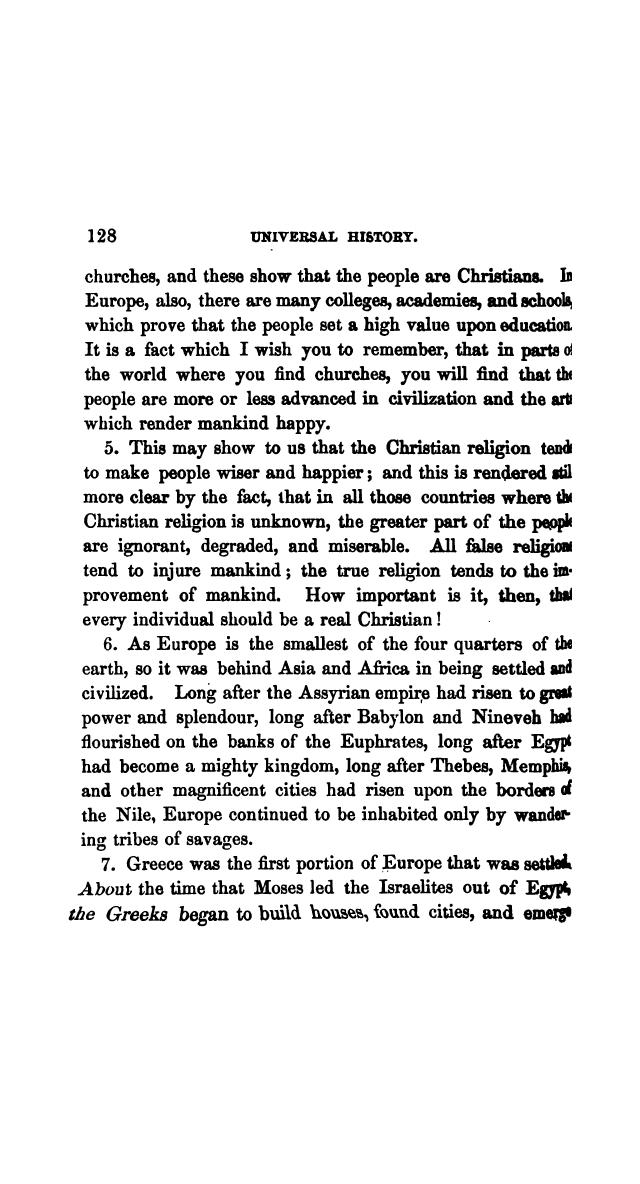 128 UNIVERSAL HISTORY.
churches, and these show that the people are Christians. In
Europe, also, there are many colleges, academies, and schools,
which prove that the people set a high value upon education.
It is a fact which I wish you to remember, that in parts of
the world where you find churches, you will find that the
people are more or less advanced in civilization and the arts
which render mankind happy.
5. This may show to us that the Christian religion tends
to make people wiser and happier; and this is rendered still
more clear by the fact, that in all those countries where the
Christian religion is unknown, the greater part of the people
are ignorant, degraded, and miserable. All false religions
tend to injure mankind; the true religion tends to the im-
provement of mankind. How important is it, then, that
every individual should be a real Christian!
6. As Europe is the smallest of the four quarters of the
earth, so it was behind Asia and Africa in being settled and
civilized. Long after the Assyrian empire had risen to great
power and splendour, long after Babylon and Nineveh had
flourished on the banks of the Euphrates, long after Egypt
had become a mighty kingdom, long after Thebes, Memphis,
and other magnificent cities had risen upon the borders of
the Nile, Europe continued to be inhabited only by wander-
ing tribes of savages.
7. Greece was the first portion of Europe that was settled.
About the time that Moses led the Israelites out of Egypt,
the Greeks began to build houses, found cities, and emerge